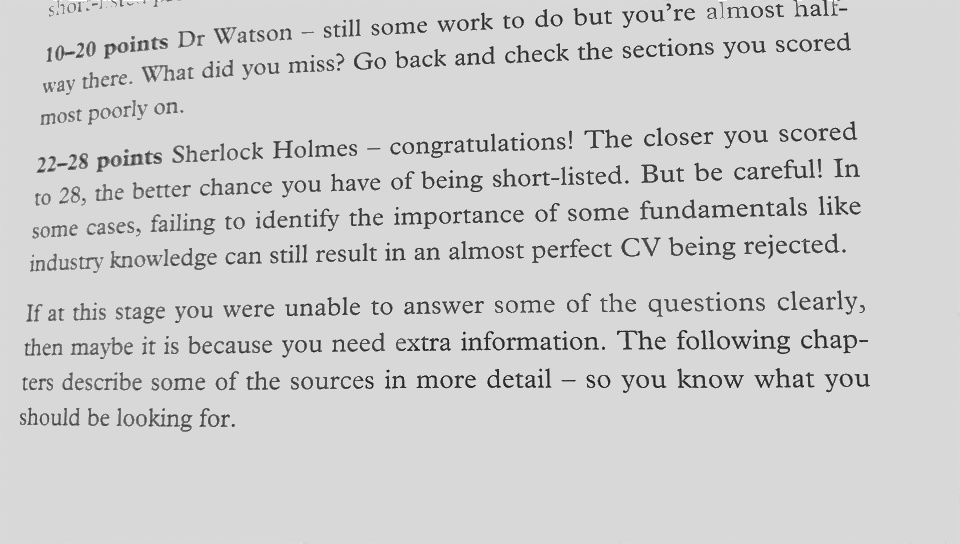 short-listed
10–20 points Dr Watson – still some work to do but you’re almost half-
way there. What did you miss? Go back and check the sections you scored
most poorly on.
22–28 points Sherlock Holmes – congratulations! The closer you scored
to 28, the better chance you have of being short-listed. But be careful! In
some cases, failing to identify the importance of some fundamentals like
industry knowledge can still result in an almost perfect CV being rejected.
If at this stage you were unable to answer some of the questions clearly,
then maybe it is because you need extra information. The following chap-
ters describe some of the sources in more detail – so you know what you
should be looking for.